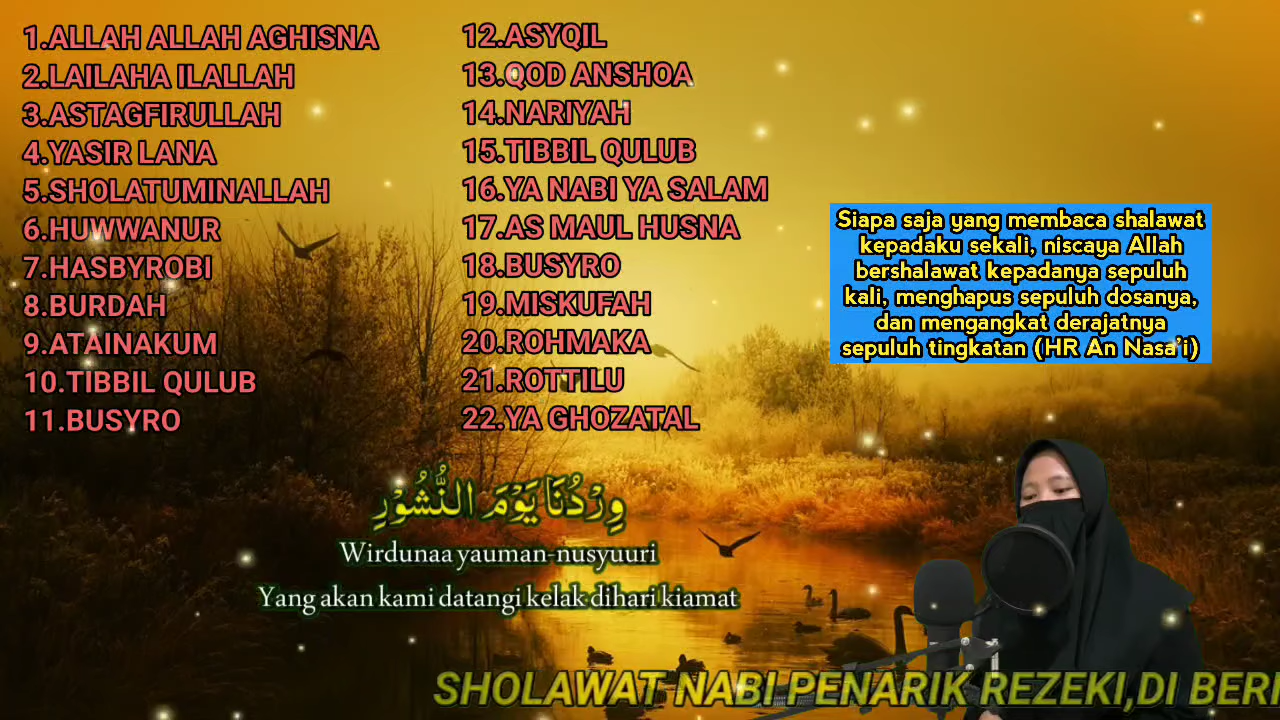 1.ALLAH ALLAH AGHISNA
2.LAILAHA ILALLAH
3.ASTAGFIRULLAH
4.YASIR LANA
5.SHOLATUMINALLAH
6.HUWWANUR
7.HASBYROBI
8.BURDAH
9.ATAINAKUM
10.TIBBIL QULUB
11.BUSYRO
12.ASYQIL
13.QOD ANSHOA
14.NARIYAH
15.TIBBIL QULUB
16.YA NABI YA SALAM
17.AS MAUL HUSNA
18.BUSYRO
19.MISKUFAH
20.ROHMAKA
21.ROTTILU
22.YA GHOZATAL
Siapa saja yang membaca shalawat
kepadaku sekali, niscaya Allah
bershalawat kepadanya sepuluh
kali, menghapus sepuluh dosanya,
dan mengangkat derajatnya
sepuluh tingkatan (HR An Nasa'i)
وِرْدُنَا يَوْمَ النُّشُوْرِ
Wirdunaa yauman-nusyuuri
Yang akan kami datangi kelak dihari kiamat
SHOLAWAT NABI PENARIK REZEKI,DI BERI